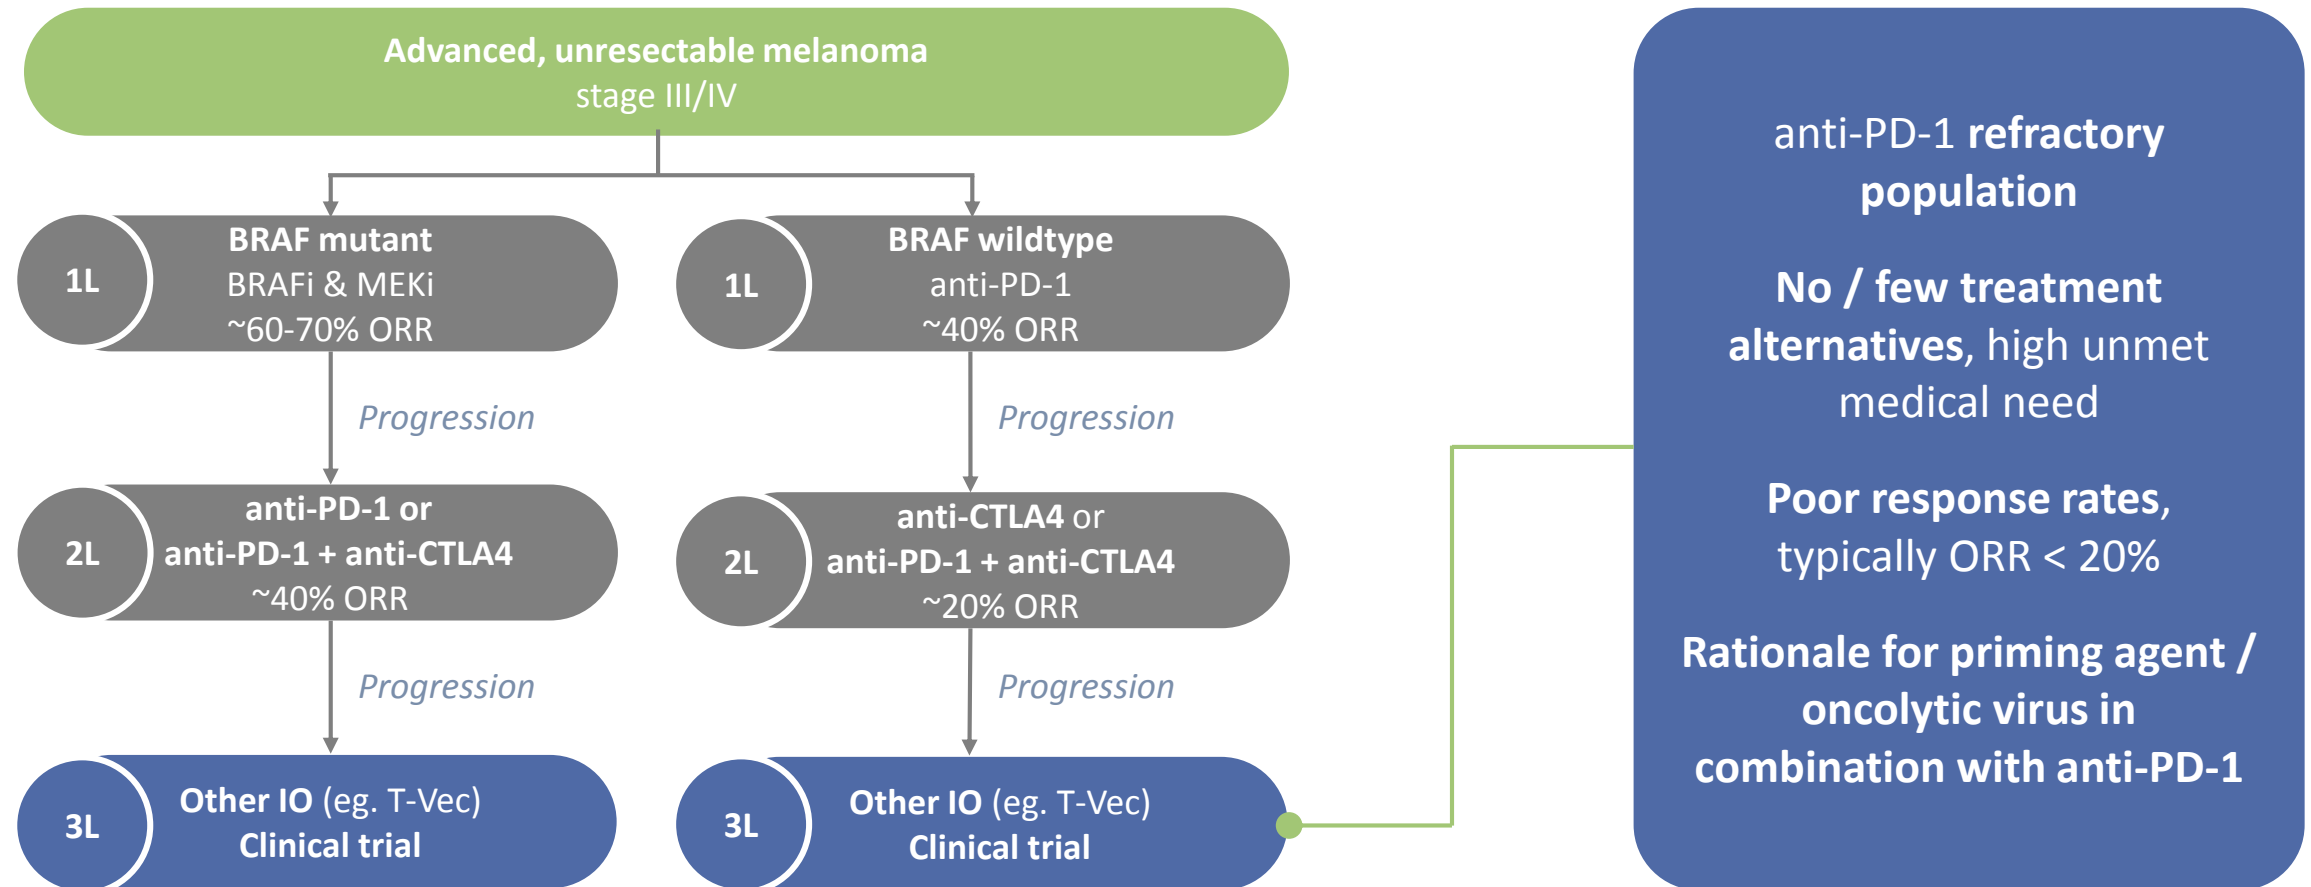 Advanced, unresectable melanoma
stage III/IV
1L
BRAF mutant
BRAFi & MEKi
~60-70% ORR
1L
BRAF wildtype
anti-PD-1
~40% ORR
Progression
Progression
2L
anti-PD-1 or
anti-PD-1 + anti-CTLA4
~40% ORR
2L
anti-CTLA4 or
anti-PD-1 + anti-CTLA4
~20% ORR
Progression
Progression
3L
Other IO (eg. T-Vec)
Clinical trial
3L
Other IO (eg. T-Vec)
Clinical trial
anti-PD-1 refractory
population
No / few treatment
alternatives, high unmet
medical need
Poor response rates,
typically ORR < 20%
Rationale for priming agent /
oncolytic virus in
combination with anti-PD-1